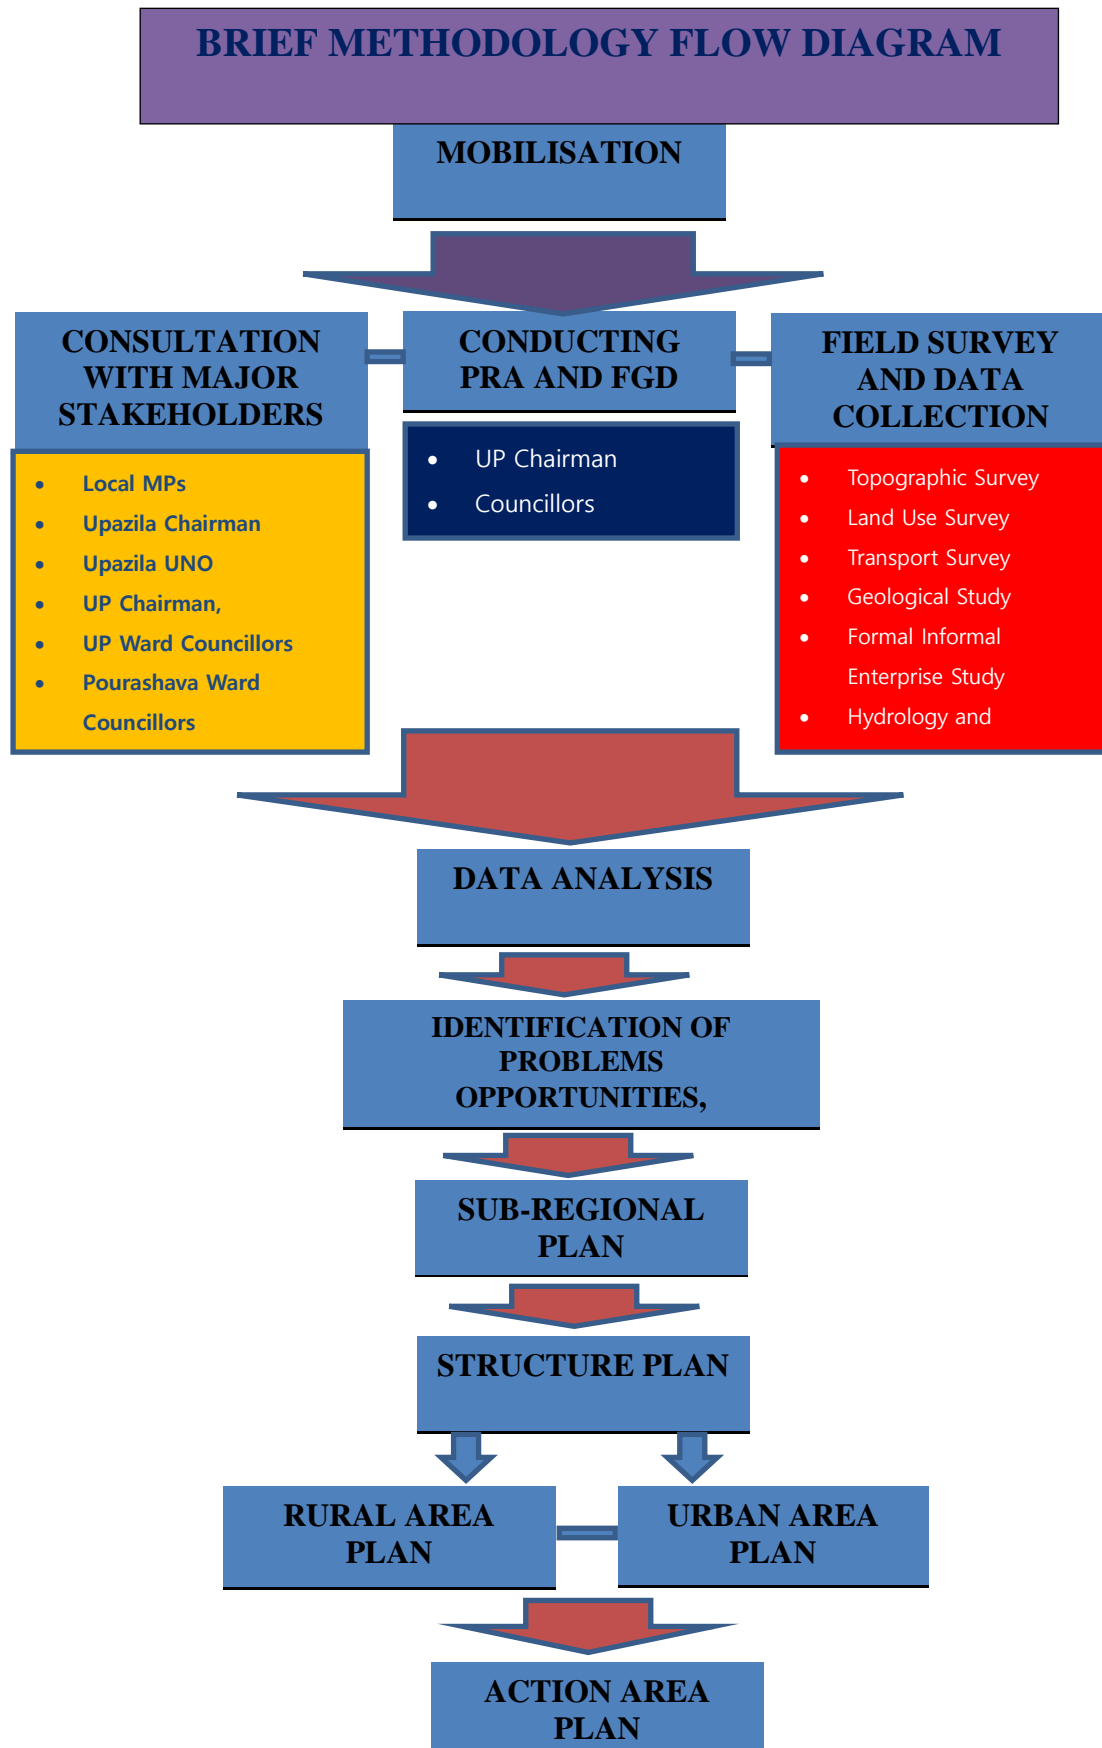 BRIEF METHODOLOGY FLOW DIAGRAM
MOBILISATION
CONSULTATION
WITH MAJOR
STAKEHOLDERS
• Local MPs
• Upazila Chairman
• Upazila UNO
• UP Chairman,
• UP Ward Councillors
• Pourashava Ward
Councillors
CONDUCTING
PRA AND FGD
• UP Chairman
• Councillors
FIELD SURVEY
AND DATA
COLLECTION
• Topographic Survey
• Land Use Survey
• Transport Survey
• Geological Study
• Formal Informal
Enterprise Study
• Hydrology and
DATA ANALYSIS
IDENTIFICATION OF
PROBLEMS
OPPORTUNITIES,
SUB-REGIONAL
PLAN
STRUCTURE PLAN
RURAL AREA
PLAN
URBAN AREA
PLAN
ACTION AREA
PLAN